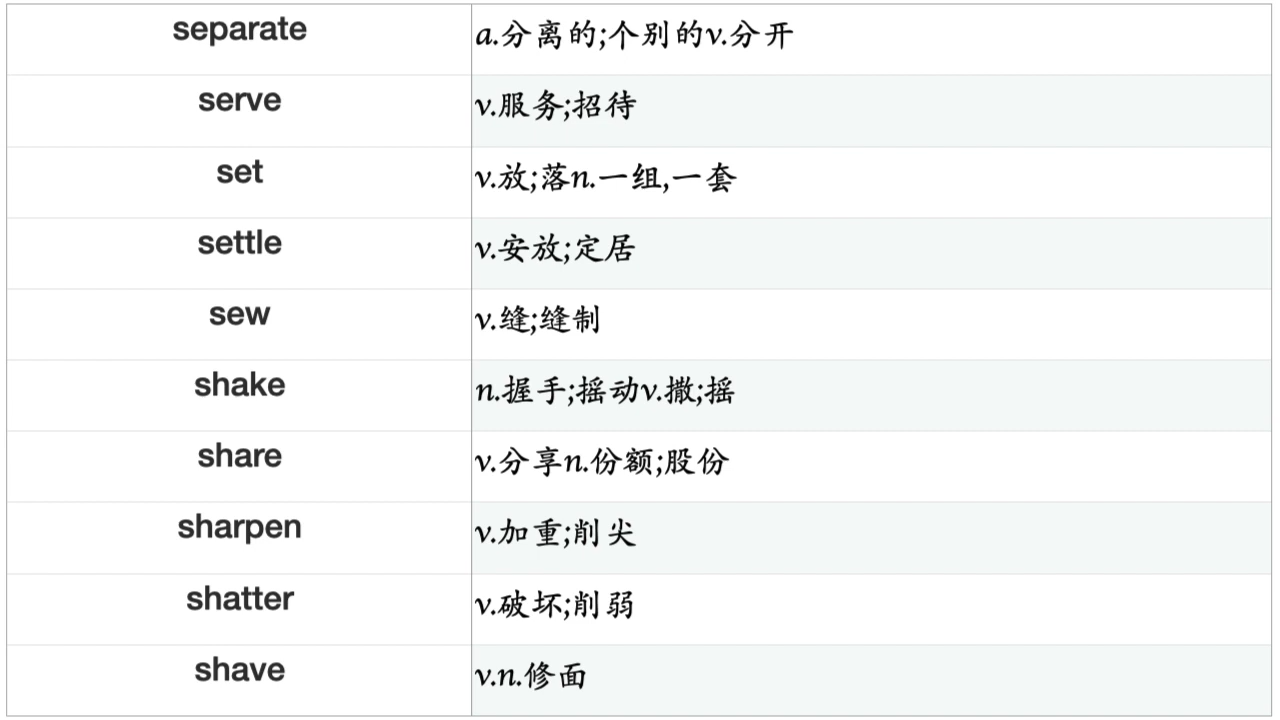 separate a.分离的;个别的v.分开
serve v.服务;招待
set v.放;落n.一组,一套
settle v.安放;定居
sew v.缝;缝制
shake n.握手;摇动v.撒;摇
share v.分享n.份额;股份
sharpen v.加重;削尖
shatter v.破坏;削弱
shave v.n.修面